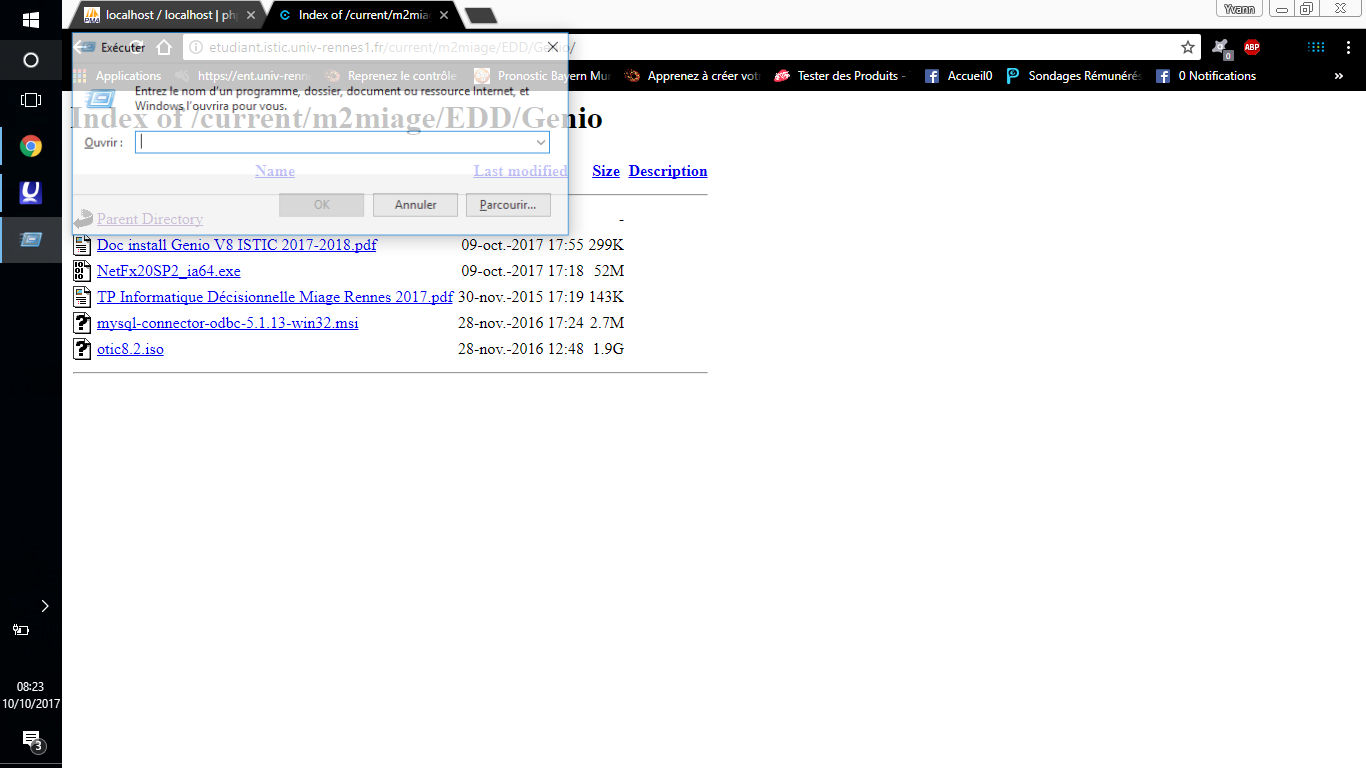 localhost / localhost | ph
Index of /current/m2mia
Yvann
Exécuter
etudiant.istic.univ-rennes1.fr/current/m2miage/EDD/Genio/
0
ABP
Applications
https://ent.univ-renn
Reprenez le contrôle
Pronostic Bayern Mun
Apprenez à créer votr
Tester des Produits -
Accueil0
Sondages Rémunérés
0 Notifications
»
Entrez le nom d'un programme, dossier, document ou ressource Internet, et
Windows l'ouvrira pour vous.
Index of /current/m2miage/EDD/Genio
Ouvrir :
Name Last modified Size Description
OK Annuler Parcourir...
Parent Directory -
Doc install Genio V8 ISTIC 2017-2018.pdf 09-oct.-2017 17:55 299K
NetFx20SP2_ia64.exe 09-oct.-2017 17:18 52M
TP Informatique Décisionnelle Miage Rennes 2017.pdf 30-nov.-2015 17:19 143K
mysql-connector-odbc-5.1.13-win32.msi 28-nov.-2016 17:24 2.7M
otic8.2.iso 28-nov.-2016 12:48 1.9G
08:23
10/10/2017
3